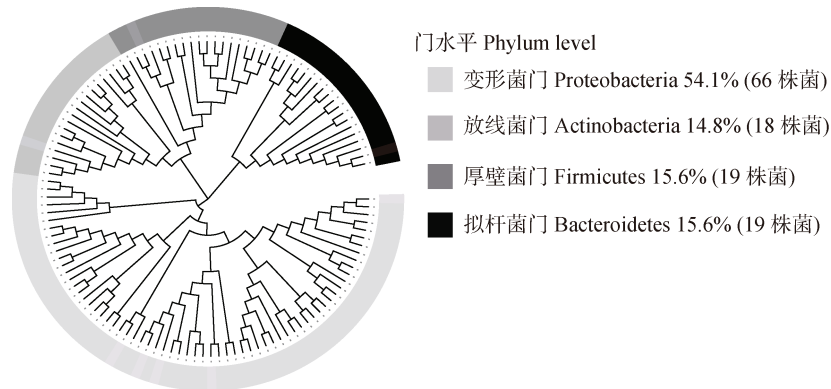 门水平 Phylum level
变形菌门 Proteobacteria 54.1% (66 株菌)
放线菌门 Actinobacteria 14.8% (18 株菌)
厚壁菌门 Firmicutes 15.6% (19 株菌)
拟杆菌门 Bacteroidetes 15.6% (19 株菌)